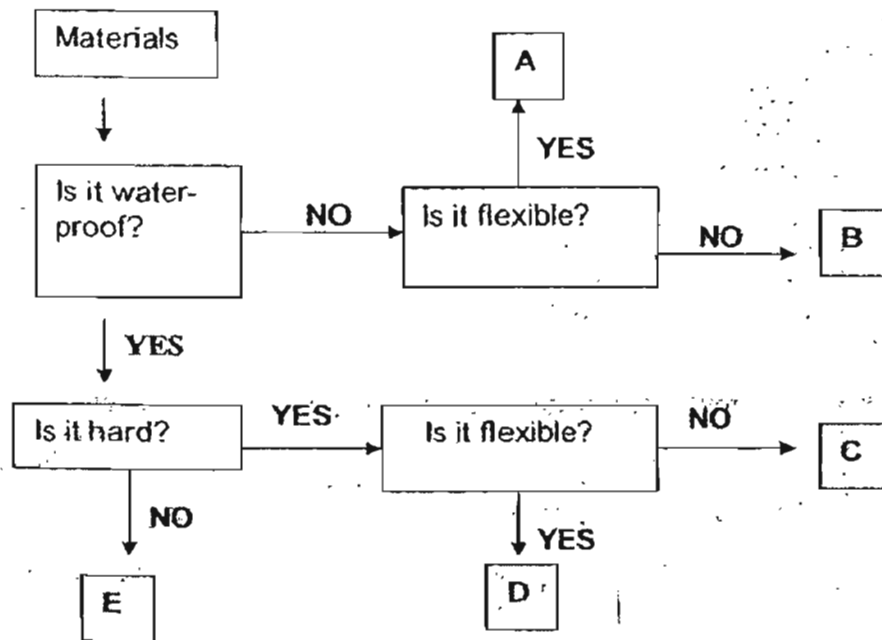 Materials
A
YES
Is it water-
proof?
NO
Is it flexible?
NO
B
YES
Is it hard?
YES
Is it flexible?
NO
C
NO
YES
E
D